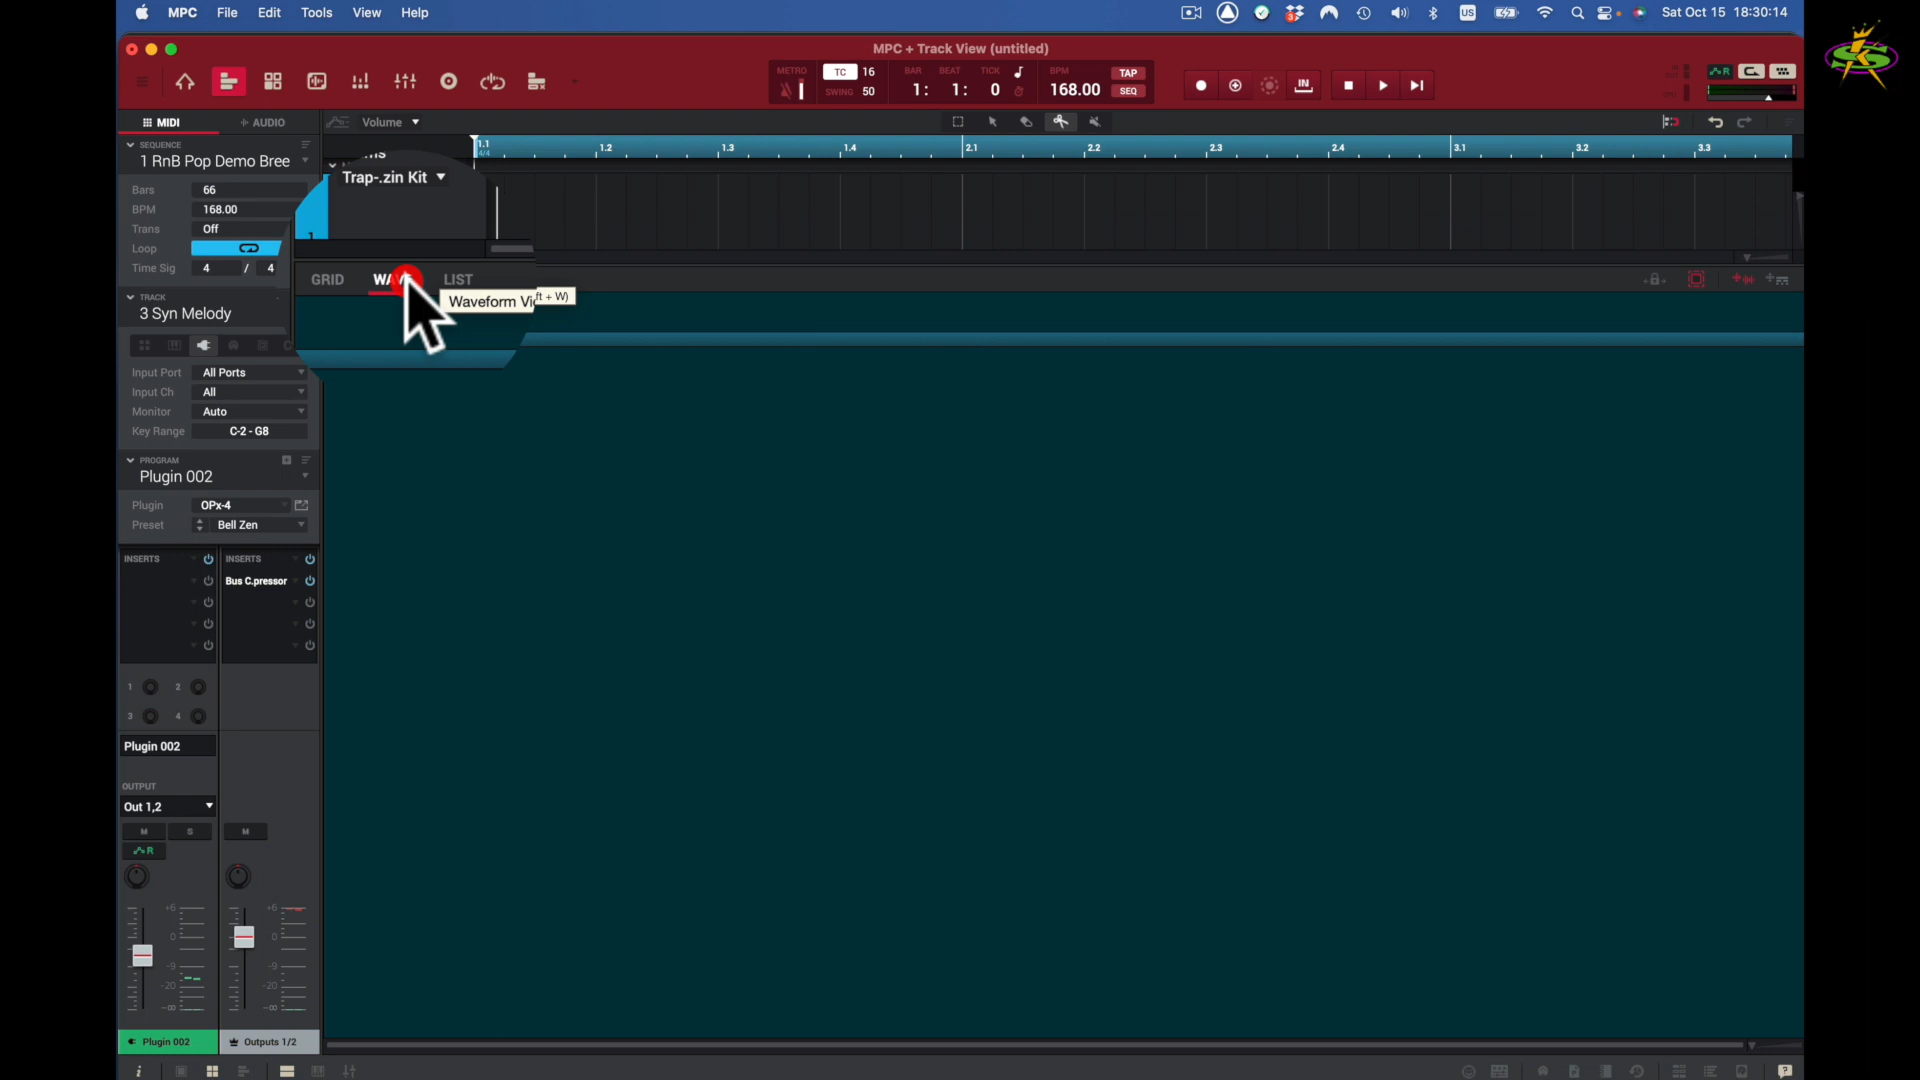 MPC File Edit Tools View Help
US Sat Oct 15 18:30:14
MPC + Track View (untitled)
METRO TC 16 BAR BEAT TICK BPM TAP
SWING 50 1: 1: 0 168.00 SEQ
IN
MIDI AUDIO Volume
SEQUENCE
1 RnB Pop Demo Bree
1.1 1.2 1.3 1.4 2.1 2.2 2.3 2.4 3.1 3.2 3.3
4/4
Trap-.zin Kit
Bars 66
BPM 168.00
Trans Off
Loop
Time Sig 4 / 4
1
GRID WAVE LIST
Waveform Vi
ft + W)
TRACK
3 Syn Melody
Input Port All Ports
Input Ch All
Monitor Auto
Key Range C-2 - G8
PROGRAM
Plugin 002
Plugin OPx-4
Preset Bell Zen
INSERTS INSERTS
Bus C.pressor
1 2
3 4
Plugin 002
OUTPUT
Out 1,2
M S M
R
+6 +6
0 0
-9 -9
-20 -20
-∞ -∞
Plugin 002 Outputs 1/2